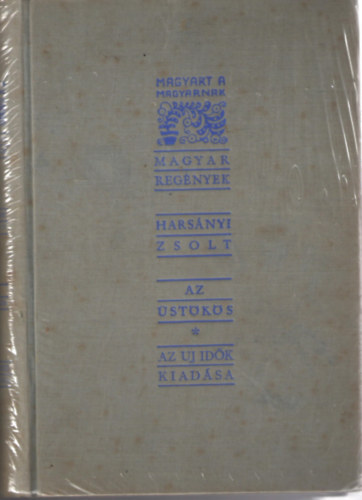 MAGYART A
MAGYARNAK
MAGYAR
REGÉNYEK
HARSÁNYI
ZSOLT
AZ
ÜSTÖKÖS
*
AZ UJ IDŐK
KIADÁSA